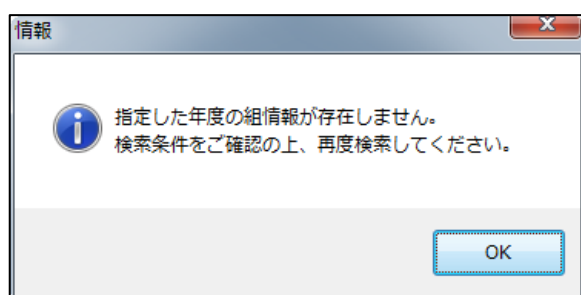 情報
指定した年度の組情報が存在しません。
検索条件をご確認の上、再度検索してください。
OK